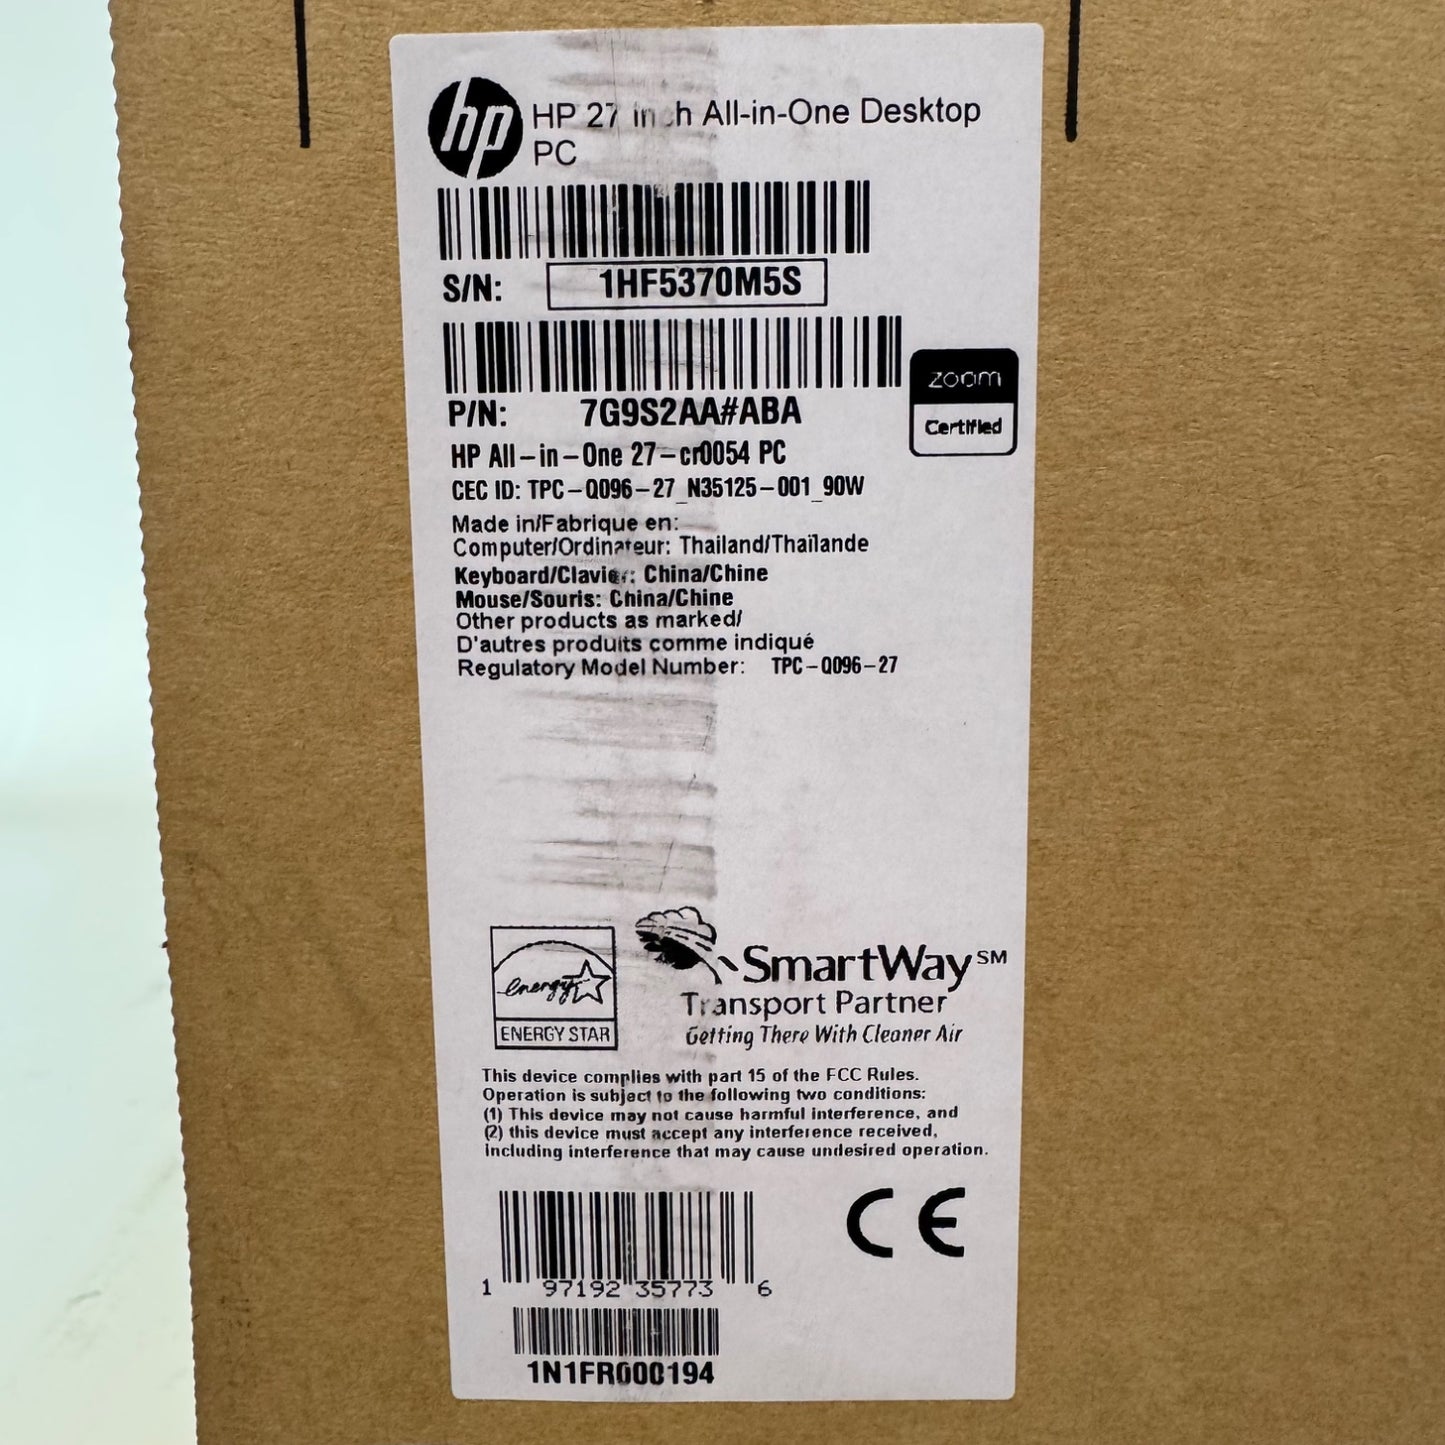 hp HP 27 inch All-in-One Desktop
PC
S/N: 1HF5370M5S
P/N: 7G9S2AA#ABA
zoom
Certified
HP All-in-One 27-cr0054 PC
CEC ID: TPC-Q096-27_N35125-001_90W
Made in/Fabrique en:
Computer/Ordinateur: Thailand/Thaïlande
Keyboard/Clavier: China/Chine
Mouse/Souris: China/Chine
Other products as marked/
D'autres produits comme indiqué
Regulatory Model Number: TPC-Q096-27
energy
ENERGY STAR
SmartWay℠
Transport Partner
Getting There With Cleaner Air
This device complies with part 15 of the FCC Rules.
Operation is subject to the following two conditions:
(1) This device may not cause harmful interference, and
(2) this device must accept any interference received,
including interference that may cause undesired operation.
CE
1 97192 35773 6
1N1FR000194